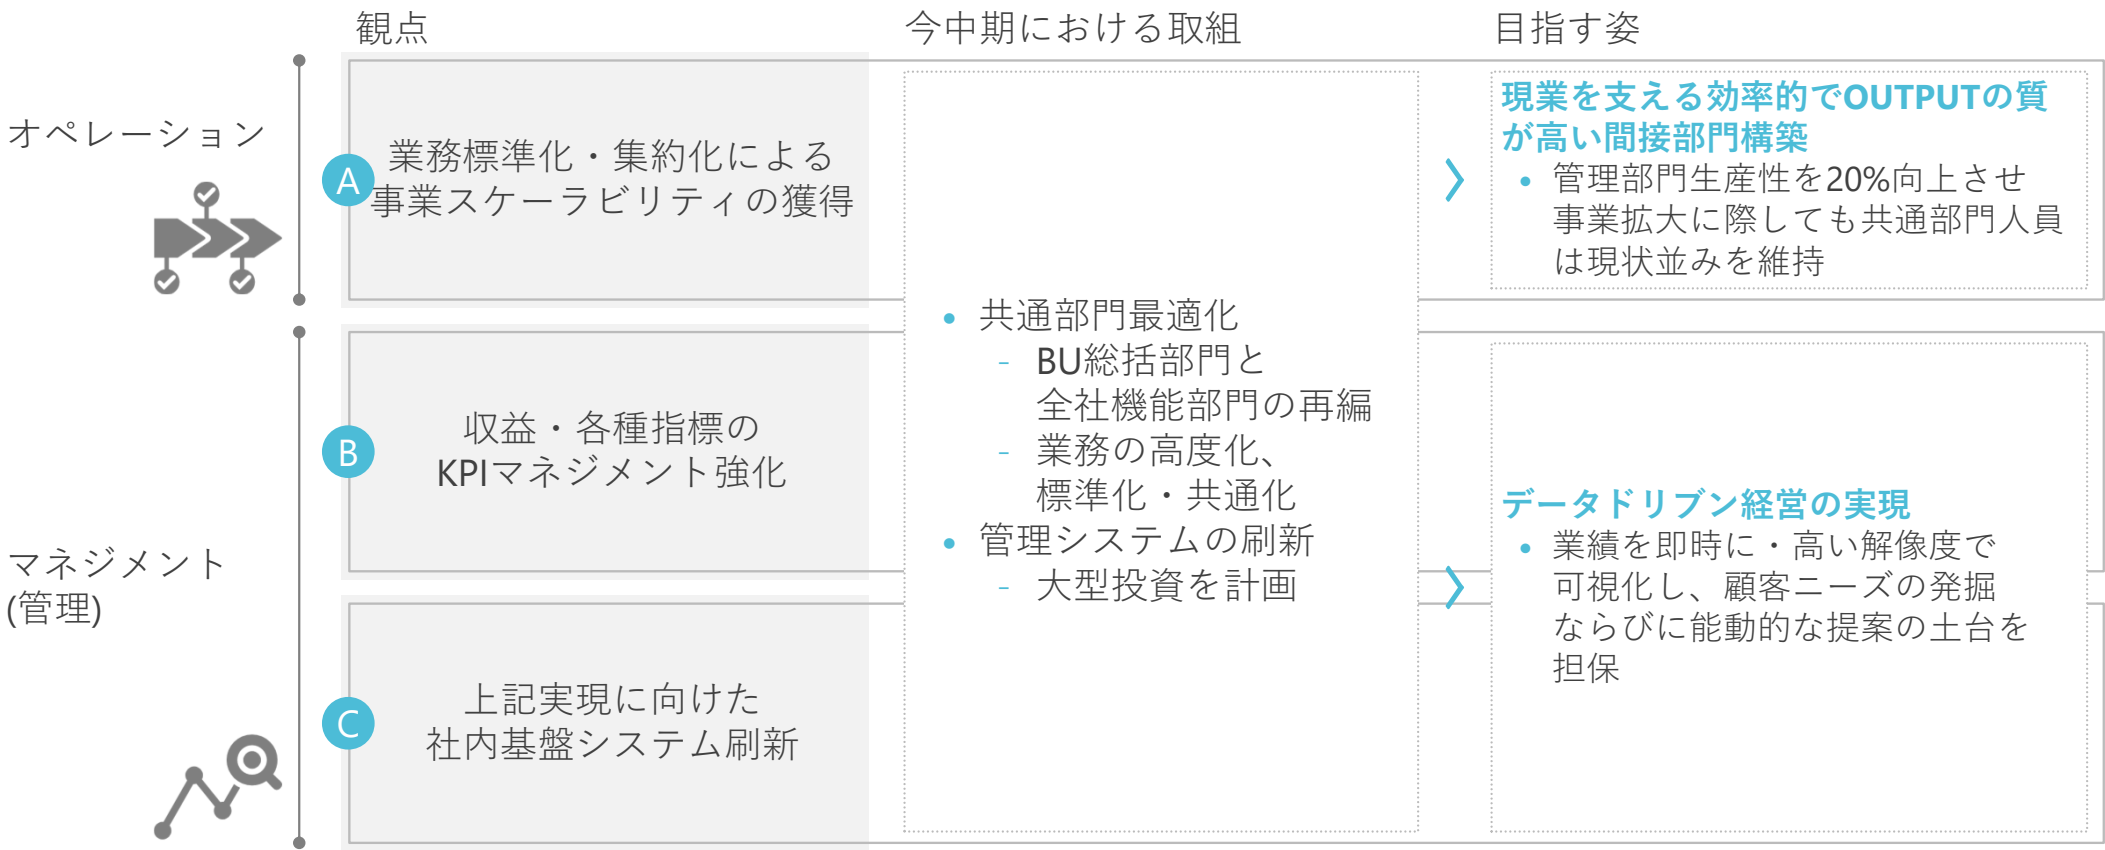 観点
今中期における取組
目指す姿
オペレーション
A
業務標準化・集約化による
事業スケーラビリティの獲得
現業を支える効率的でOUTPUTの質
が高い間接部門構築
• 管理部門生産性を20%向上させ
事業拡大に際しても共通部門人員
は現状並みを維持
マネジメント
(管理)
B
収益・各種指標の
KPIマネジメント強化
C
上記実現に向けた
社内基盤システム刷新
• 共通部門最適化
- BU総括部門と
全社機能部門の再編
- 業務の高度化、
標準化・共通化
• 管理システムの刷新
- 大型投資を計画
データドリブン経営の実現
• 業績を即時に・高い解像度で
可視化し、顧客ニーズの発掘
ならびに能動的な提案の土台を
担保